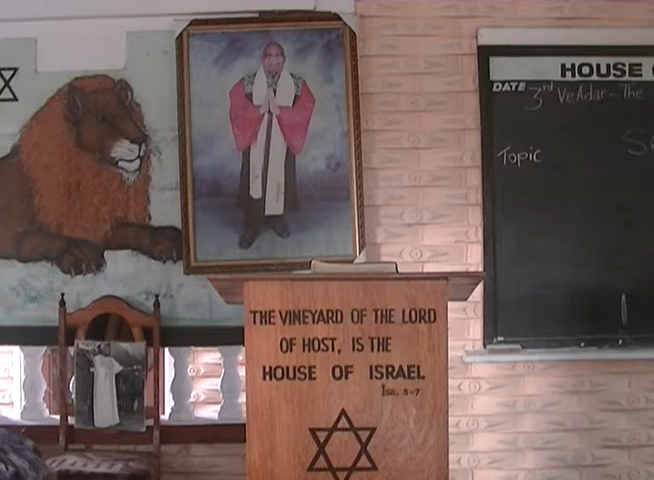 HOUSE
DATE 3rd VeAdar - The
Topic
THE VINEYARD OF THE LORD
OF HOST, IS THE
HOUSE OF ISRAEL
ISR. 5-7